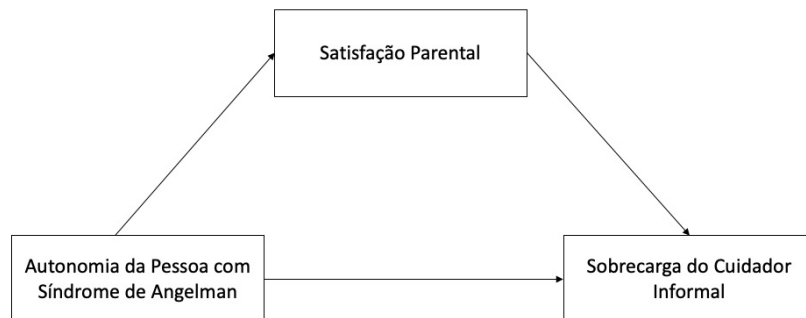 Satisfação Parental
Autonomia da Pessoa com
Síndrome de Angelman
Sobrecarga do Cuidador
Informal